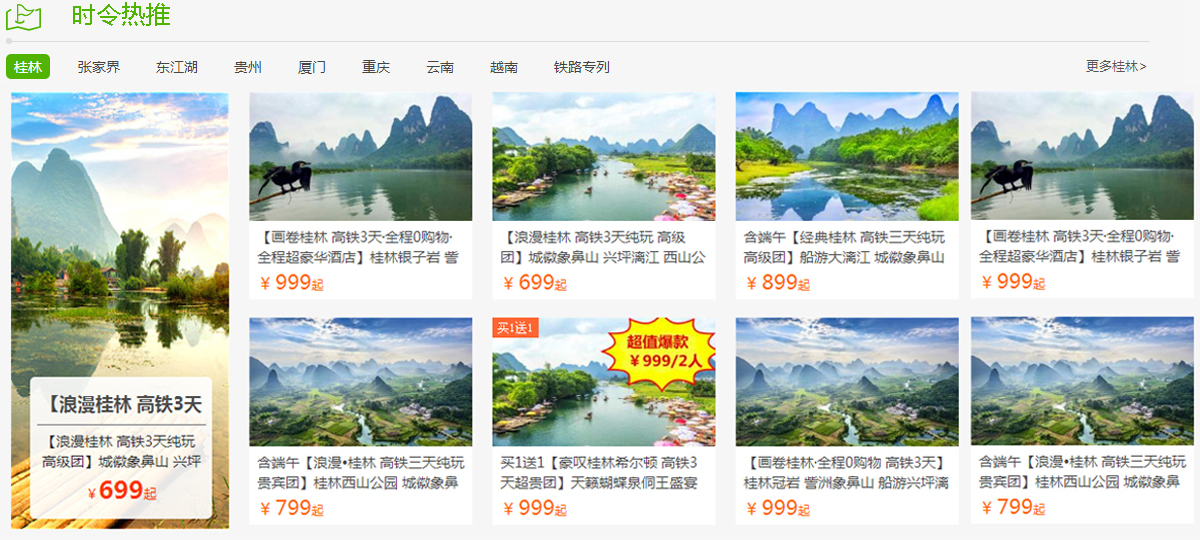 时令热推
桂林 张家界 东江湖 贵州 厦门 重庆 云南 越南 铁路专列 更多桂林>
【浪漫桂林 高铁3天
【浪漫桂林 高铁3天纯玩
高级团】城徽象鼻山 兴坪
¥699起
【画卷桂林 高铁3天·全程0购物·
全程超豪华酒店】桂林银子岩 訾
¥999起
【浪漫桂林 高铁3天纯玩 高级
团】城徽象鼻山 兴坪漓江 西山公
¥699起
含端午【经典桂林 高铁三天纯玩
高级团】船游大漓江 城徽象鼻山
¥899起
【画卷桂林 高铁3天·全程0购物·
全程超豪华酒店】桂林银子岩 訾
¥999起
含端午【浪漫•桂林 高铁三天纯玩
贵宾团】桂林西山公园 城徽象鼻
¥799起
买1送1
超值爆款
¥999/2人
买1送1【豪叹桂林希尔顿 高铁3
天超贵团】天籁蝴蝶泉侗王盛宴
¥999起
【画卷桂林·全程0购物 高铁3天】
桂林冠岩 訾洲象鼻山 船游兴坪漓
¥999起
含端午【浪漫•桂林 高铁三天纯玩
贵宾团】桂林西山公园 城徽象鼻
¥799起